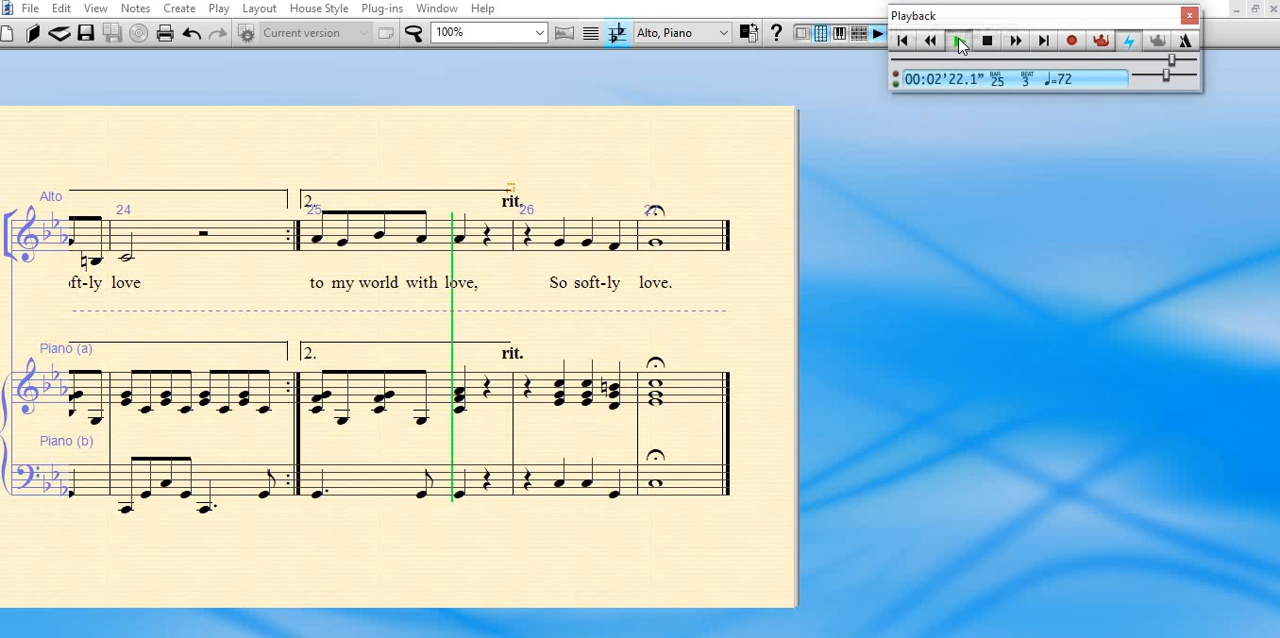 File Edit View Notes Create Play Layout House Style Plug-ins Window Help
Playback
Current version 100% Alto, Piano ?
00:02'22.1" BAR 25 BEAT 3 ♩=72
Alto
24
2.
25
rit.
26
ft-ly love to my world with love, So soft-ly love.
Piano (a)
2.
rit.
Piano (b)